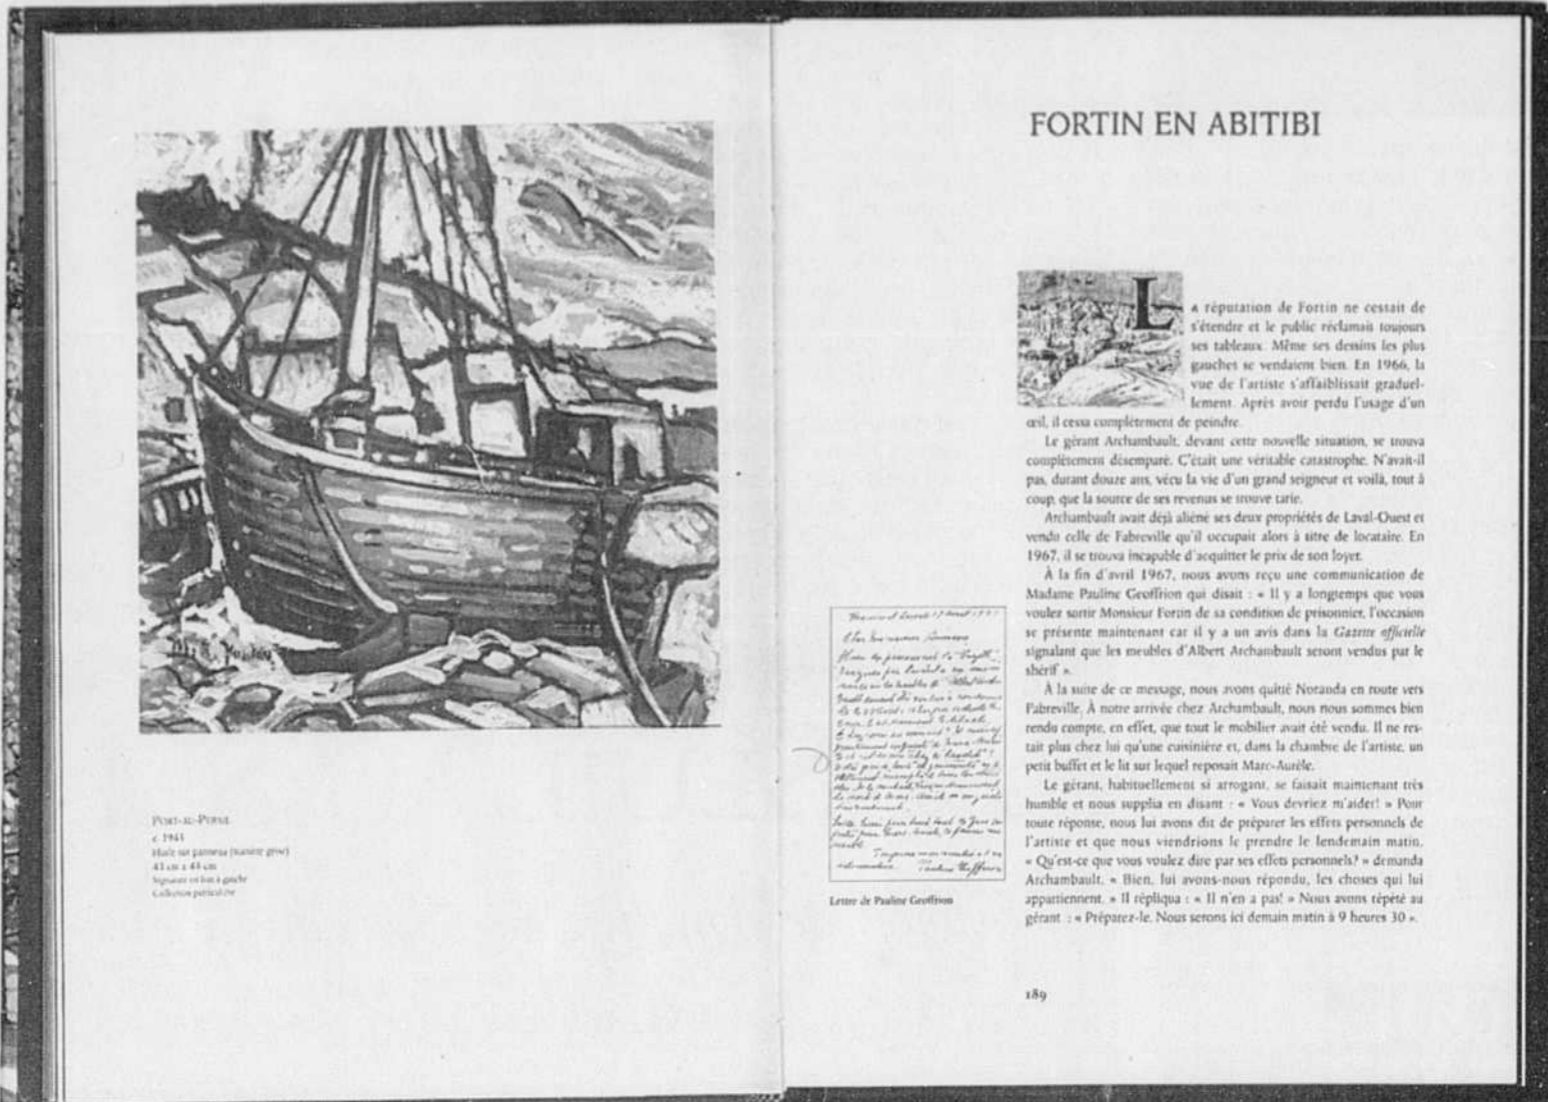 PORT-AU-PERSIL
c. 1941
Huile sur panneau (manière grise)
Signature en bas à gauche
Collection particulière
FORTIN EN ABITIBI
LA réputation de Fortin ne cessait de
s'étendre et le public réclamait toujours
ses tableaux. Même ses dessins les plus
gauches se vendaient bien. En 1966, la
vue de l'artiste s'affaiblissait graduel-
lement. Après avoir perdu l'usage d'un
œil, il cessa complètement de peindre.
Le gérant Archambault, devant cette nouvelle situation, se trouva
complètement désemparé. C'était une véritable catastrophe. N'avait-il
pas, durant douze ans, vécu la vie d'un grand seigneur et voilà, tout à
coup, que la source de ses revenus se trouve tarie.
Archambault avait déjà aliéné ses deux propriétés de Laval-Ouest et
vendu celle de Fabreville qu'il occupait alors à titre de locataire. En
1967, il se trouva incapable d'acquitter le prix de son loyer.
À la fin d'avril 1967, nous avons reçu une communication de
Madame Pauline Geoffrion qui disait : « Il y a longtemps que vous
voulez sortir Monsieur Fortin de sa condition de prisonnier, l'occasion
se présente maintenant car il y a un avis dans la Gazette officielle
signalant que les meubles d'Albert Archambault seront vendus par le
shérif ».
À la suite de ce message, nous avons quitté Noranda en route vers
Fabreville. À notre arrivée chez Archambault, nous nous sommes bien
rendu compte, en effet, que tout le mobilier avait été vendu. Il ne res-
tait plus chez lui qu'une cuisinière et, dans la chambre de l'artiste, un
petit buffet et le lit sur lequel reposait Marc-Aurèle.
Le gérant, habituellement si arrogant, se faisait maintenant très
humble et nous supplia en disant : « Vous devriez m'aider! » Pour
toute réponse, nous lui avons dit de préparer les effets personnels de
l'artiste et que nous viendrions le prendre le lendemain matin.
« Qu'est-ce que vous voulez dire par ses effets personnels? » demanda
Archambault. « Bien, lui avons-nous répondu, les choses qui lui
appartiennent. » Il répliqua : « Il n'en a pas! » Nous avons répété au
gérant : « Préparez-le. Nous serons ici demain matin à 9 heures 30 ».
Lettre de Pauline Geoffrion
189